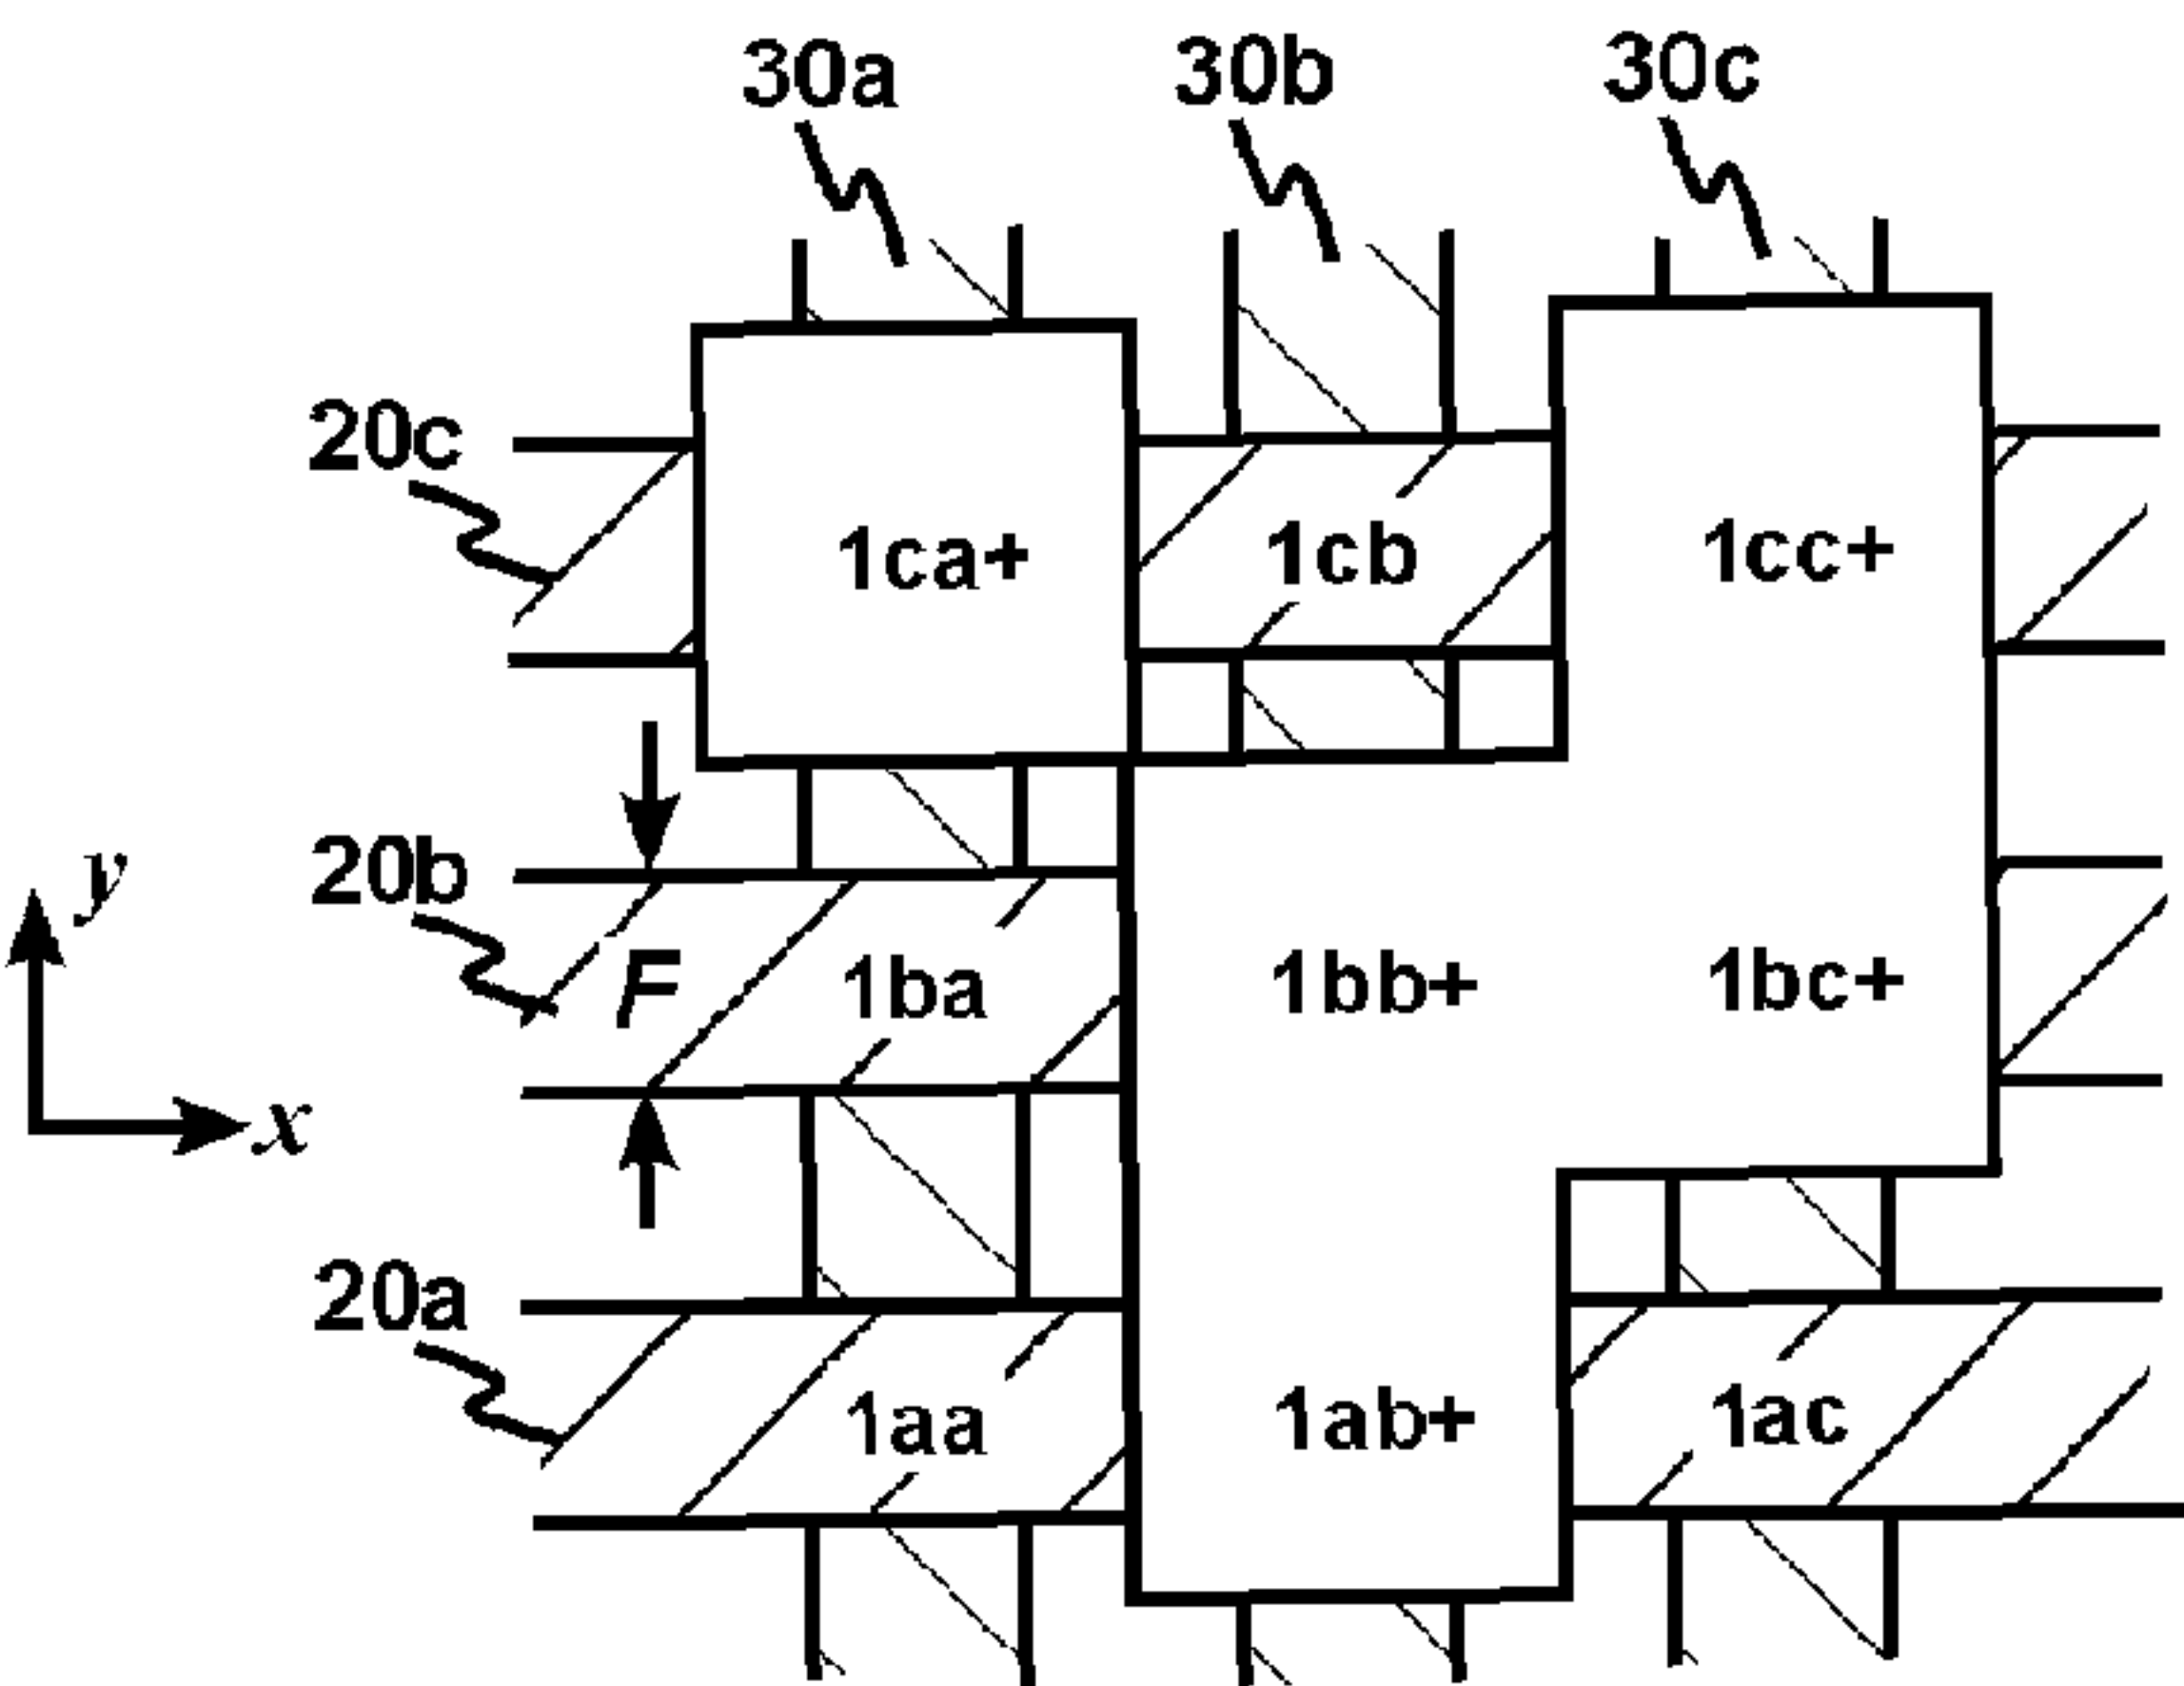 30a 30b 30c
20c 1ca+ 1cb 1cc+
y 20b F 1ba 1bb+ 1bc+
x
20a 1aa 1ab+ 1ac